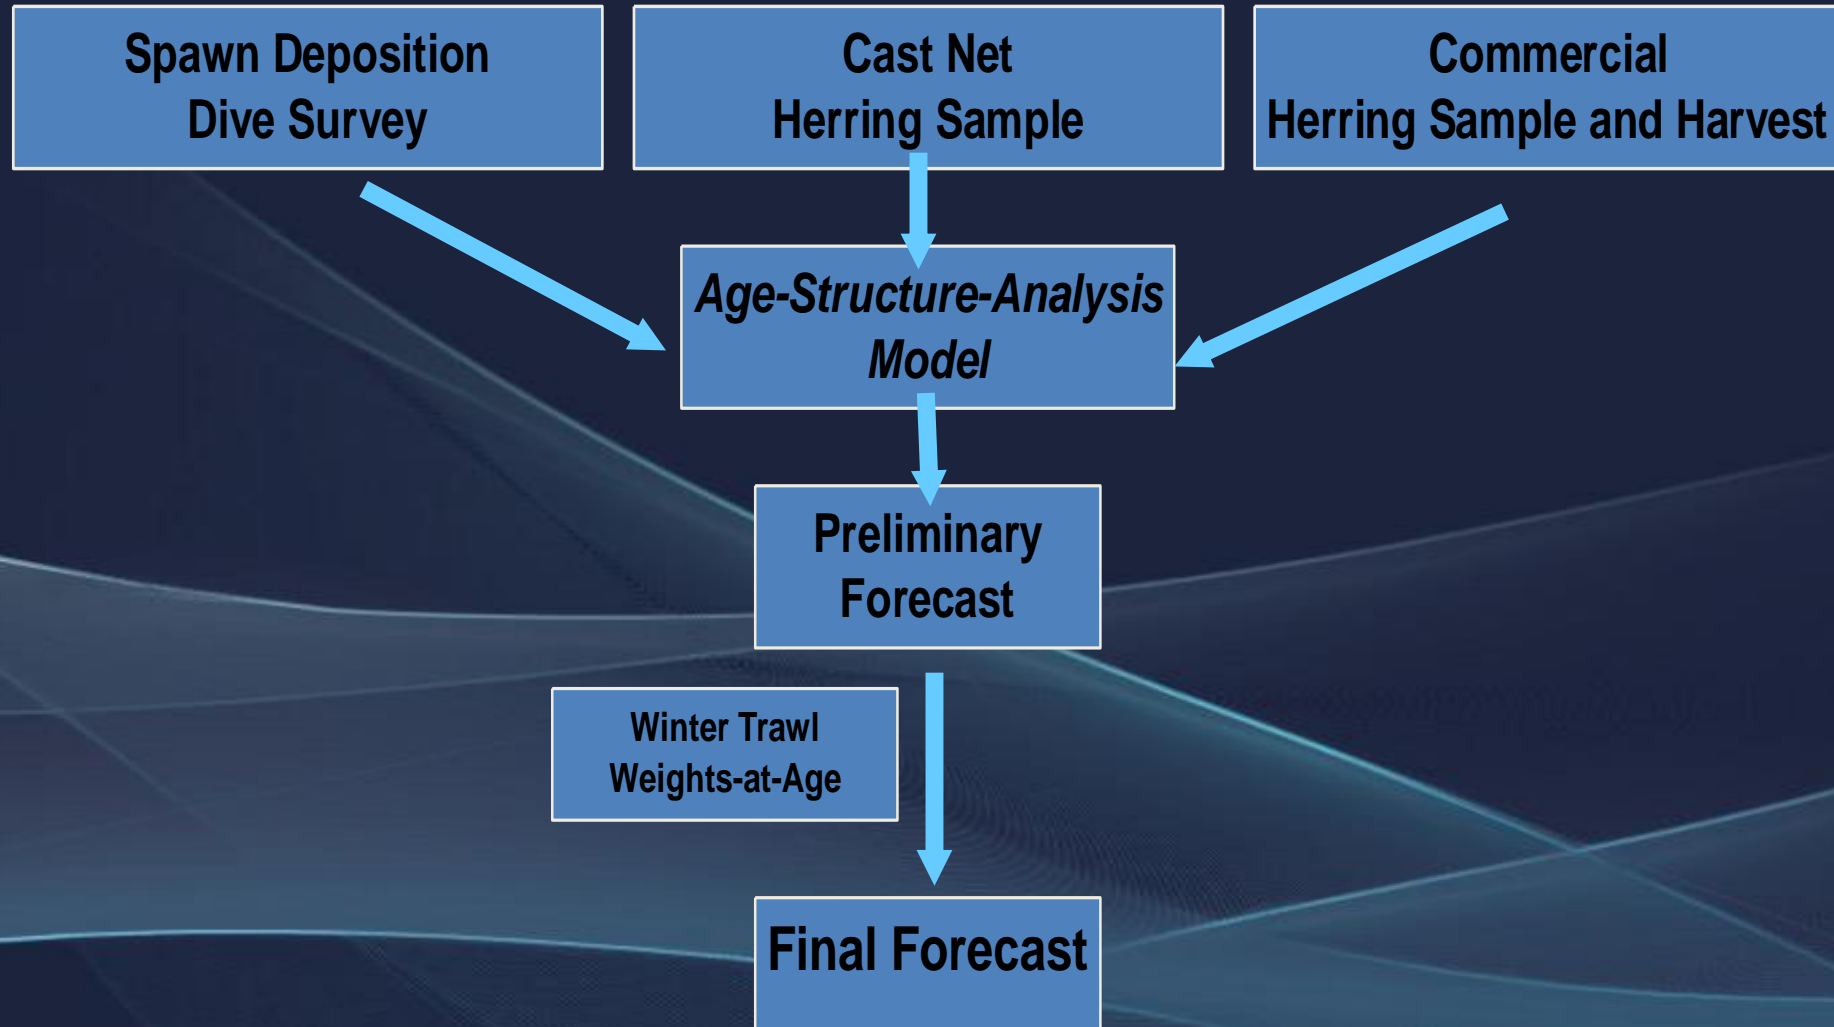 Spawn Deposition
Dive Survey
Cast Net
Herring Sample
Commercial
Herring Sample and Harvest
Age-Structure-Analysis
Model
Preliminary
Forecast
Winter Trawl
Weights-at-Age
Final Forecast